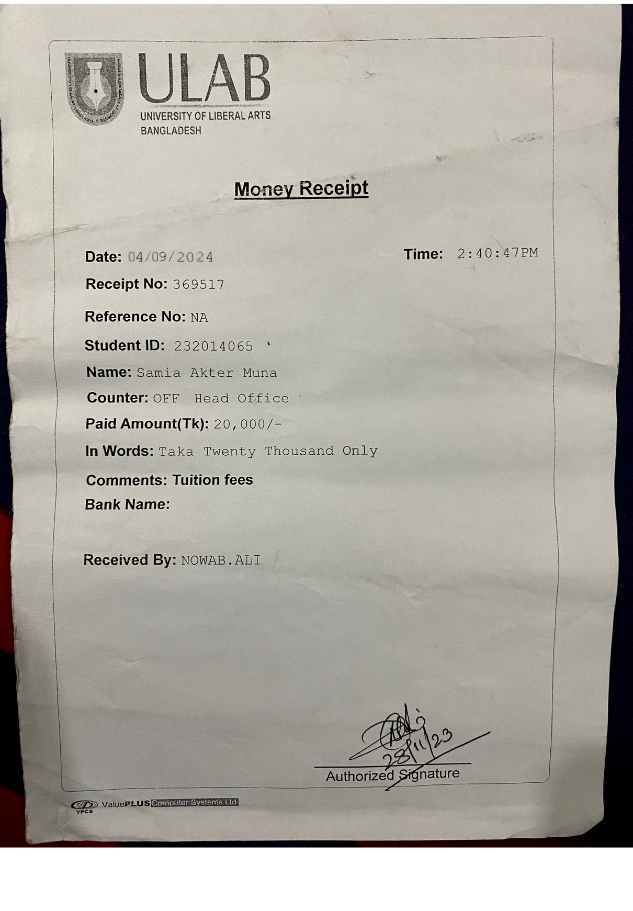 ULAB
UNIVERSITY OF LIBERAL ARTS
BANGLADESH
Money Receipt
Date: 04/09/2024 Time: 2:40:47PM
Receipt No: 369517
Reference No: NA
Student ID: 232014065
Name: Samia Akter Muna
Counter: OFF Head Office
Paid Amount(Tk): 20,000/-
In Words: Taka Twenty Thousand Only
Comments: Tuition fees
Bank Name:
Received By: NOWAB.ALI
28/11/23
Authorized Signature
VPCS ValuePLUS Computer Systems Ltd